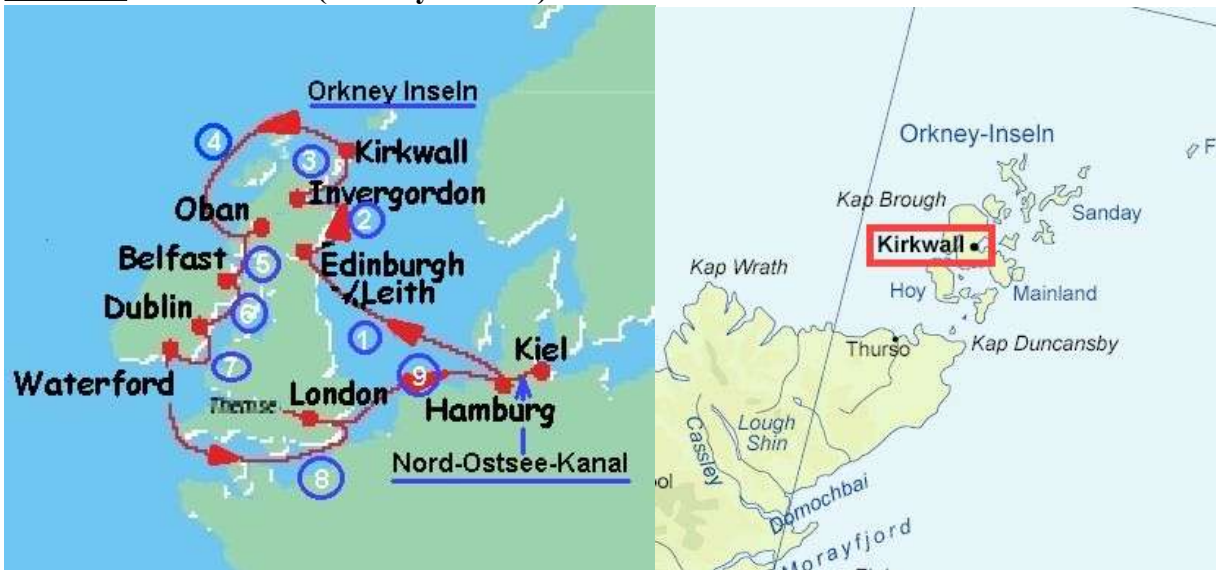 Orkney Inseln
4
3
Kirkwall
Invergordon
Oban
2
Belfast
5
Edinburgh
/Leith
Dublin
6
1
Kiel
7
9
Waterford
London
Hamburg
Themse
Nord-Ostsee-Kanal
8
Orkney-Inseln
F
Kap Brough
Sanday
Kirkwall
Kap Wrath
Hoy
Mainland
Thurso
Kap Duncansby
Lough
Shin
Cassley
ol
Domochbai
Morayfjord